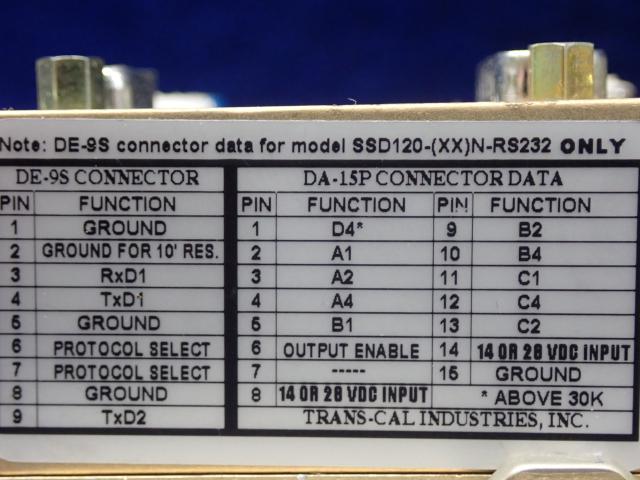 Note: DE-9S connector data for model SSD120-(XX)N-RS232 ONLY
DE-9S CONNECTOR DA-15P CONNECTOR DATA
PIN FUNCTION PIN FUNCTION PIN FUNCTION
1 GROUND 1 D4* 9 B2
2 GROUND FOR 10' RES. 2 A1 10 B4
3 RxD1 3 A2 11 C1
4 TxD1 4 A4 12 C4
5 GROUND 5 B1 13 C2
6 PROTOCOL SELECT 6 OUTPUT ENABLE 14 14 OR 28 VDC INPUT
7 PROTOCOL SELECT 7 ----- 15 GROUND
8 GROUND 8 14 OR 28 VDC INPUT * ABOVE 30K
9 TxD2 TRANS-CAL INDUSTRIES, INC.